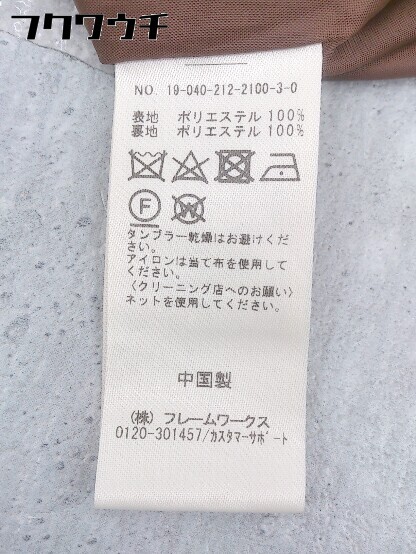 フクワウチ
NO. 19-040-212-2100-3-0
表地 ポリエステル 100%
裏地 ポリエステル 100%
F W
タンブラー乾燥はお避けくだ
さい。
アイロンは当て布を使用して
ください。
〈クリーニング店へのお願い〉
ネットを使用してください。
中国製
(株) フレームワークス
0120-301457/カスタマーサポート